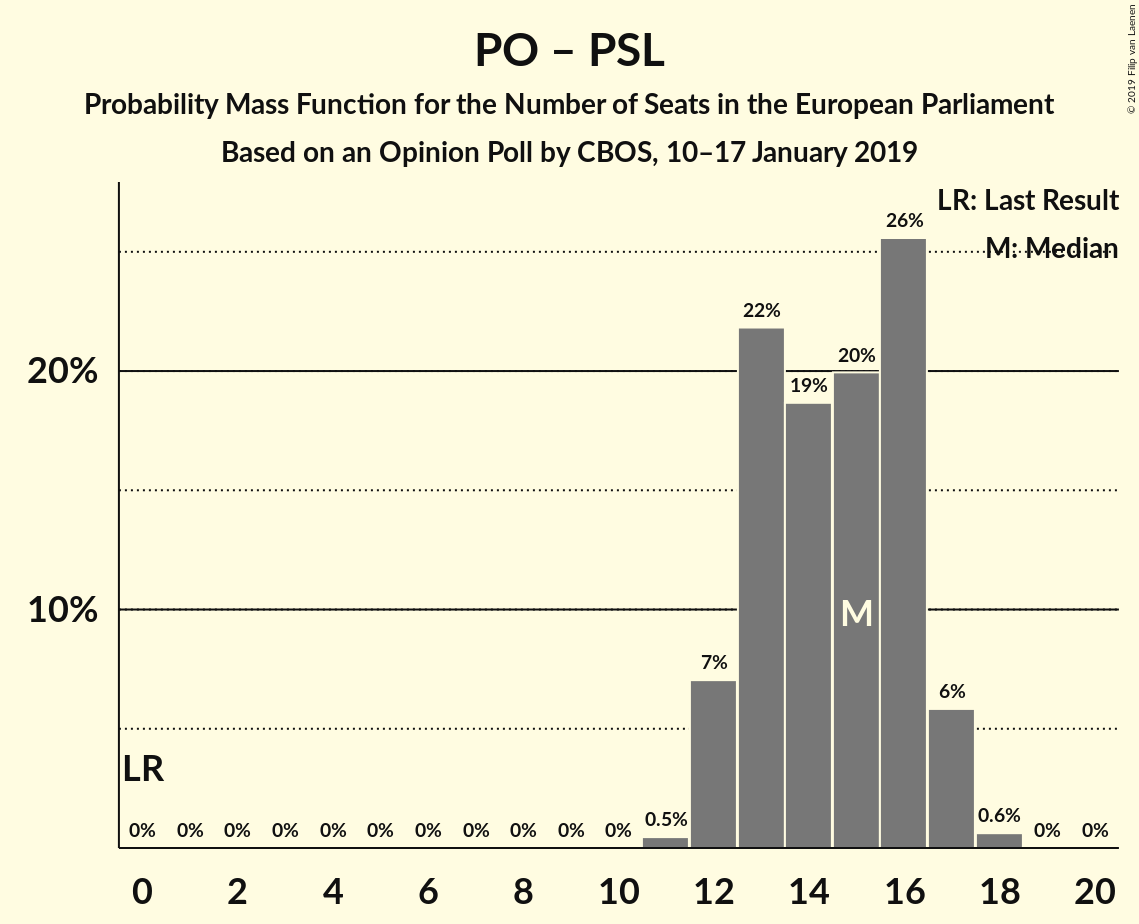 PO – PSL
Probability Mass Function for the Number of Seats in the European Parliament
Based on an Opinion Poll by CBOS, 10–17 January 2019
© 2019 Filip van Laenen
LR: Last Result
M: Median
26%
22%
20%
19%
20%
10%
M
7%
6%
LR
0% 0% 0% 0% 0% 0% 0% 0% 0% 0% 0% 0.5% 0.6% 0% 0%
0 2 4 6 8 10 12 14 16 18 20